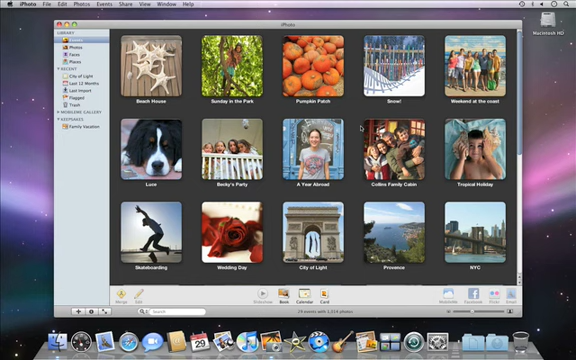 iPhoto File Edit Photos Events Share View Window Help
iPhoto
Macintosh HD
LIBRARY
Events
Photos
Faces
Places
RECENT
City of Light
Last 12 Months
Last Import
Flagged
Trash
MOBILEME GALLERY
KEEPSAKES
Family Vacation
Beach House
Sunday in the Park
Pumpkin Patch
Snow!
Weekend at the coast
Luce
Becky's Party
A Year Abroad
Collins Family Cabin
Tropical Holiday
Skateboarding
Wedding Day
City of Light
Provence
NYC
Merge
Edit
Slideshow
Book
Calendar
Card
MobileMe
Facebook
Flickr
Email
Search
29